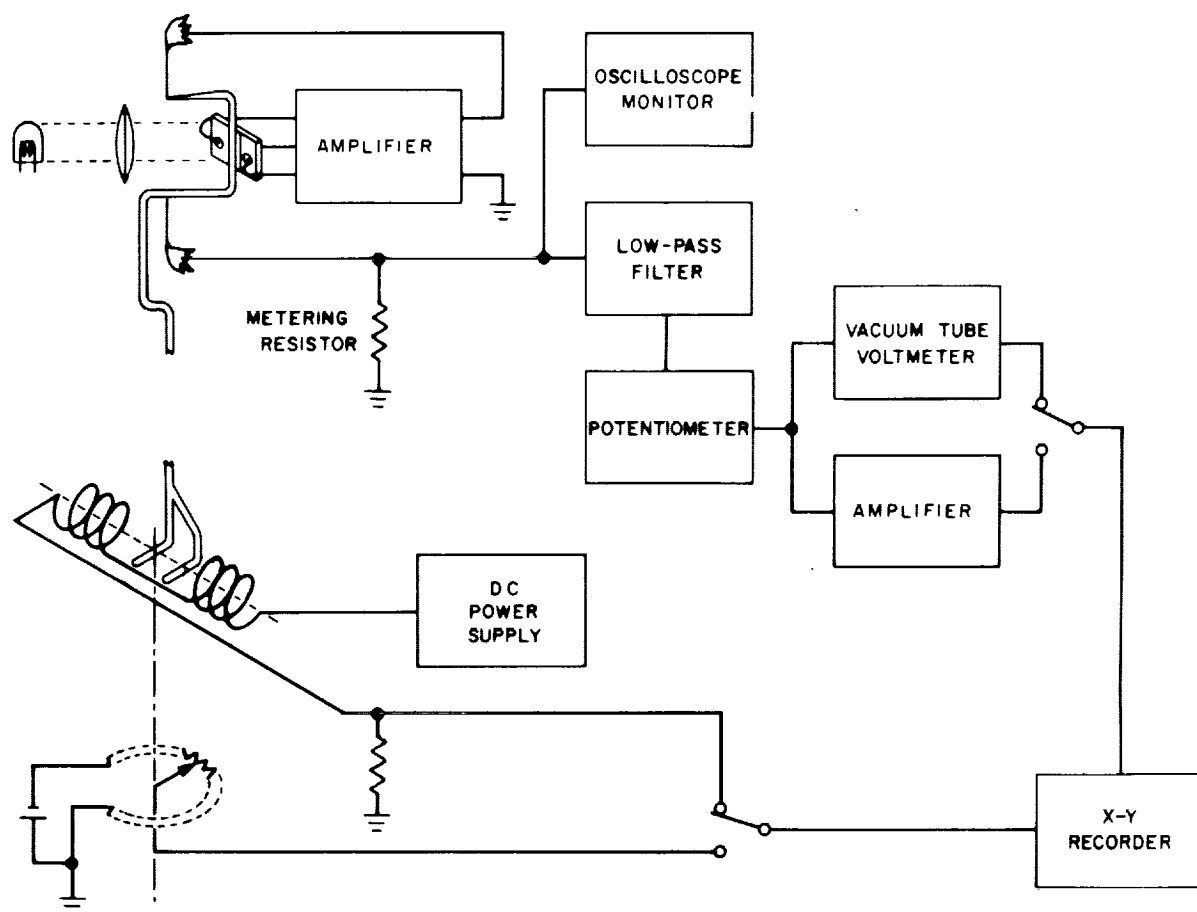 OSCILLOSCOPE
MONITOR
AMPLIFIER
LOW-PASS
FILTER
METERING
RESISTOR
VACUUM TUBE
VOLTMETER
POTENTIOMETER
AMPLIFIER
DC
POWER
SUPPLY
X-Y
RECORDER